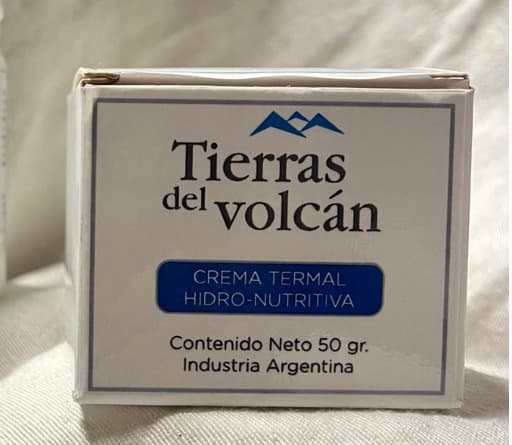 Tierras
del volcán
CREMA TERMAL
HIDRO-NUTRITIVA
Contenido Neto 50 gr.
Industria Argentina